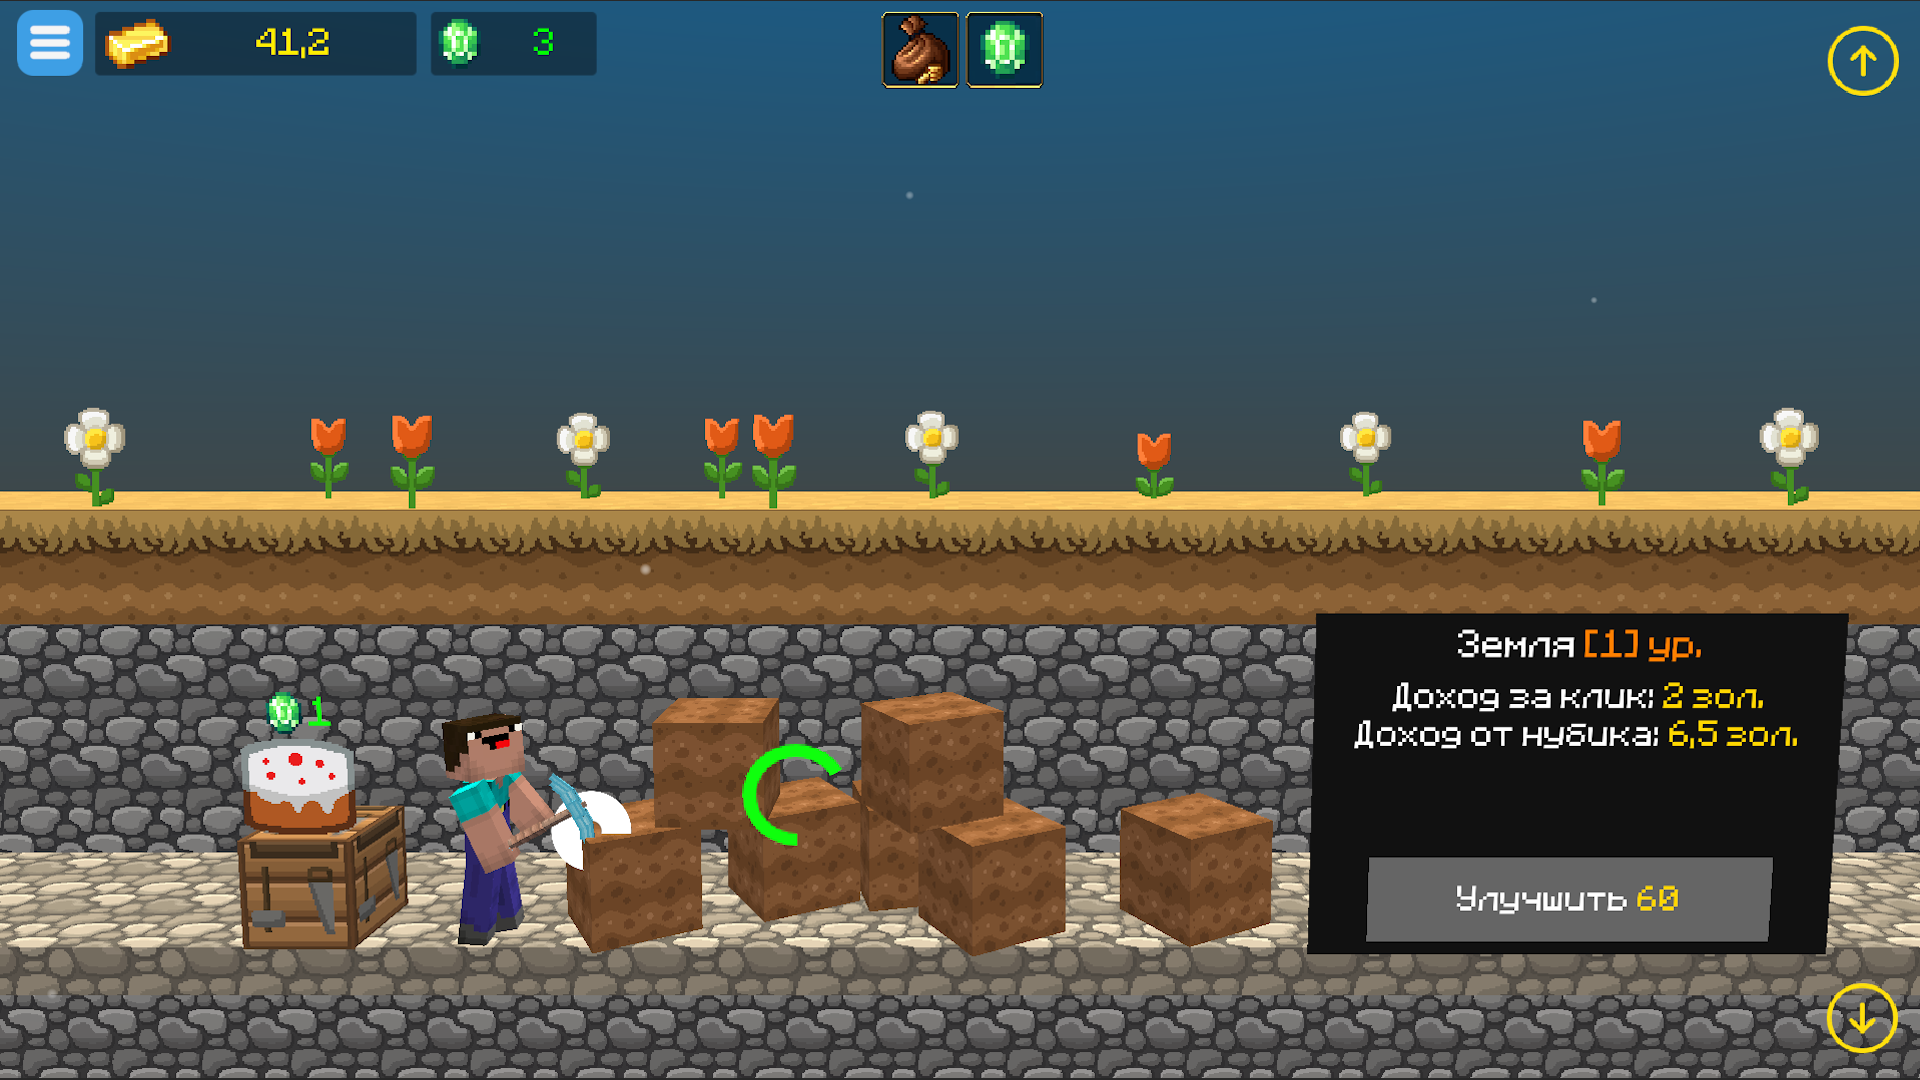 41,2
3
1
Земля [1] ур.
Доход за клик: 2 зол.
Доход от нубика: 6,5 зол.
Улучшить 60